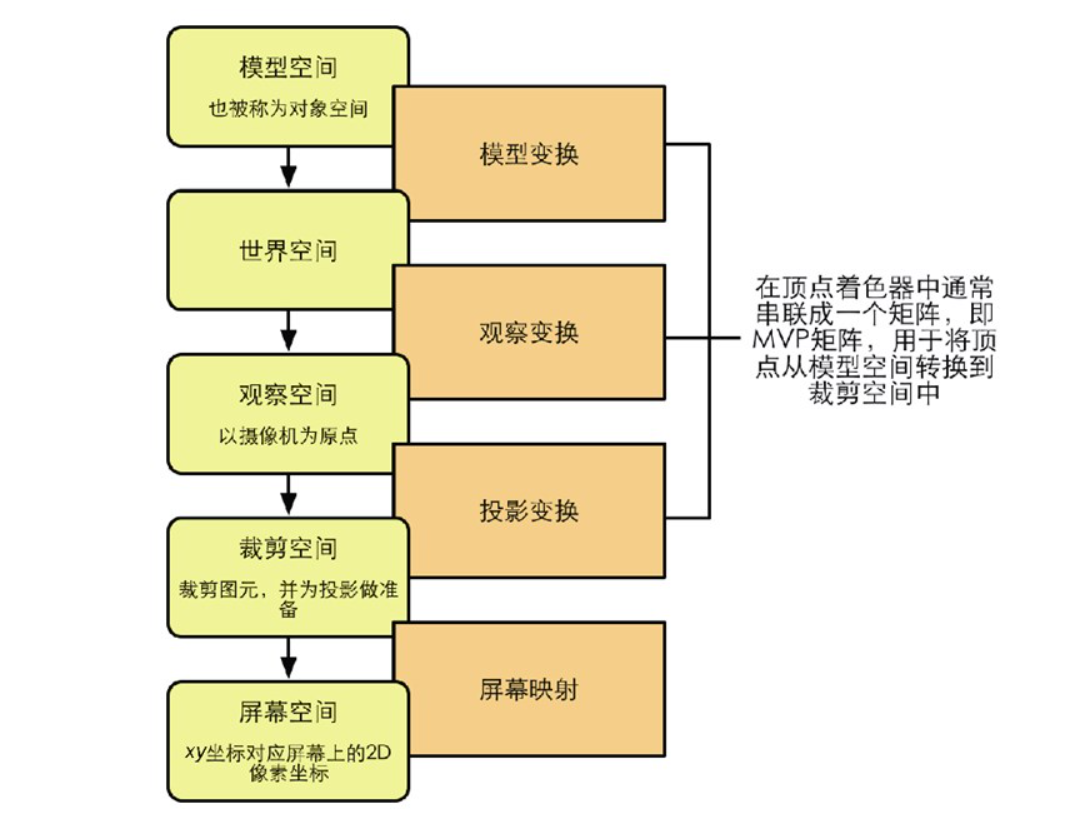 模型空间
也被称为对象空间
模型变换
世界空间
观察变换
在顶点着色器中通常
串联成一个矩阵，即
MVP矩阵，用于将顶
点从模型空间转换到
裁剪空间中
观察空间
以摄像机为原点
投影变换
裁剪空间
裁剪图元，并为投影做准
备
屏幕映射
屏幕空间
xy坐标对应屏幕上的2D
像素坐标